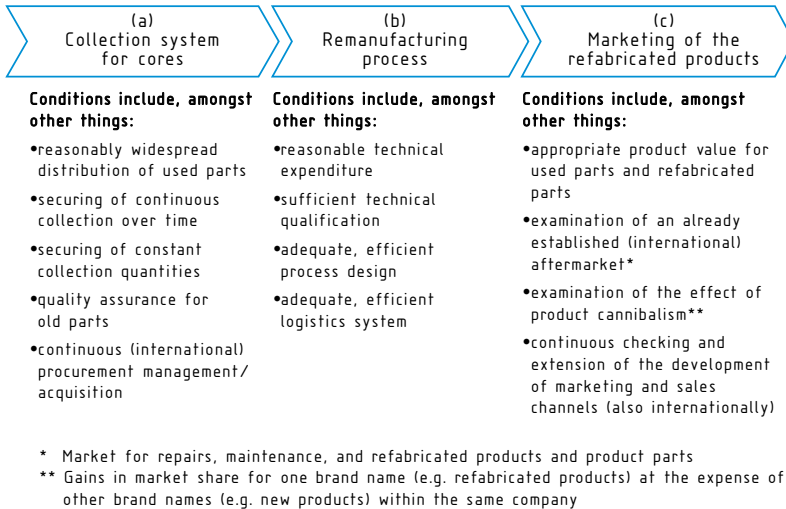 (a)
Collection system
for cores
(b)
Remanufacturing
process
(c)
Marketing of the
refabricated products
Conditions include, amongst
other things:
•reasonably widespread
distribution of used parts
•securing of continuous
collection over time
•securing of constant
collection quantities
•quality assurance for
old parts
•continuous (international)
procurement management/
acquisition
Conditions include, amongst
other things:
•reasonable technical
expenditure
•sufficient technical
qualification
•adequate, efficient
process design
•adequate, efficient
logistics system
Conditions include, amongst
other things:
•appropriate product value for
used parts and refabricated
parts
•examination of an already
established (international)
aftermarket*
•examination of the effect of
product cannibalism**
•continuous checking and
extension of the development
of marketing and sales
channels (also internationally)
* Market for repairs, maintenance, and refabricated products and product parts
** Gains in market share for one brand name (e.g. refabricated products) at the expense of
other brand names (e.g. new products) within the same company